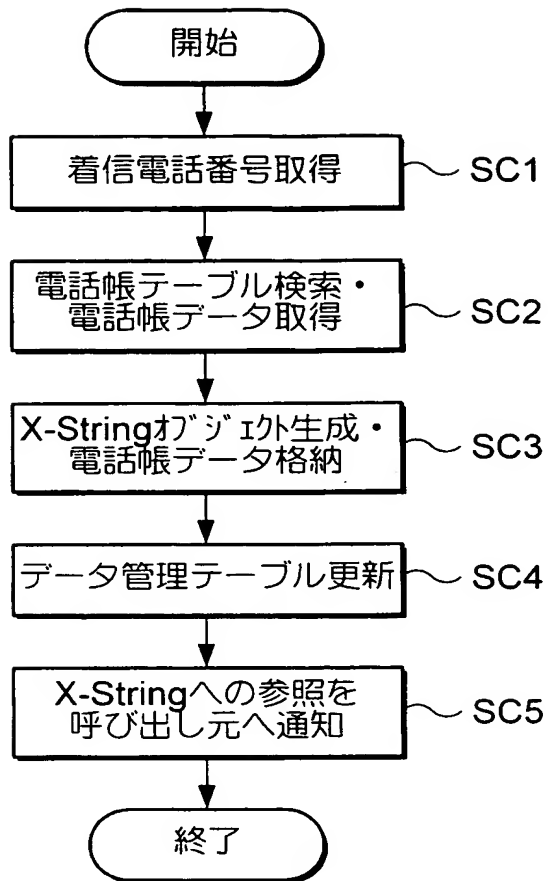 開始
着信電話番号取得
SC1
電話帳テーブル検索・
電話帳データ取得
SC2
X-Stringオブジェクト生成・
電話帳データ格納
SC3
データ管理テーブル更新
SC4
X-Stringへの参照を
呼び出し元へ通知
SC5
終了